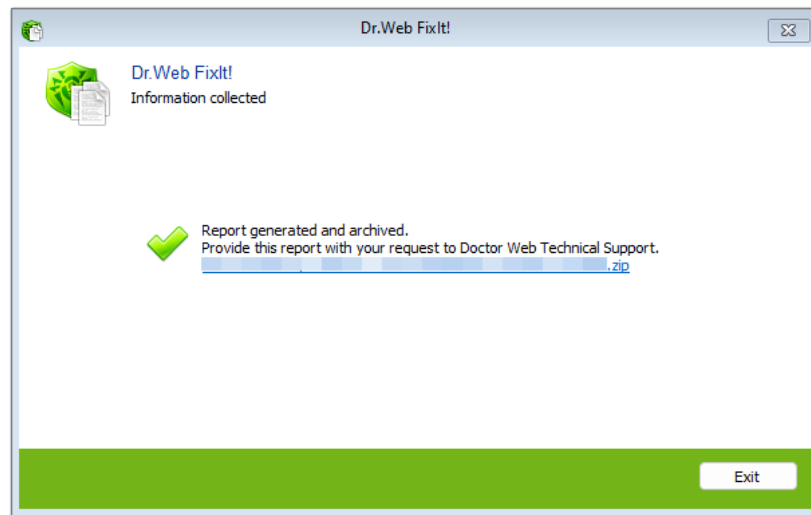 Dr.Web FixIt!
Dr.Web FixIt!
Information collected
Report generated and archived.
Provide this report with your request to Doctor Web Technical Support.
.zip
Exit